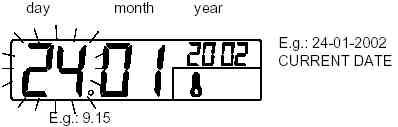 day month year
24.01 2002
E.g.: 24-01-2002
CURRENT DATE
E.g.: 9.15